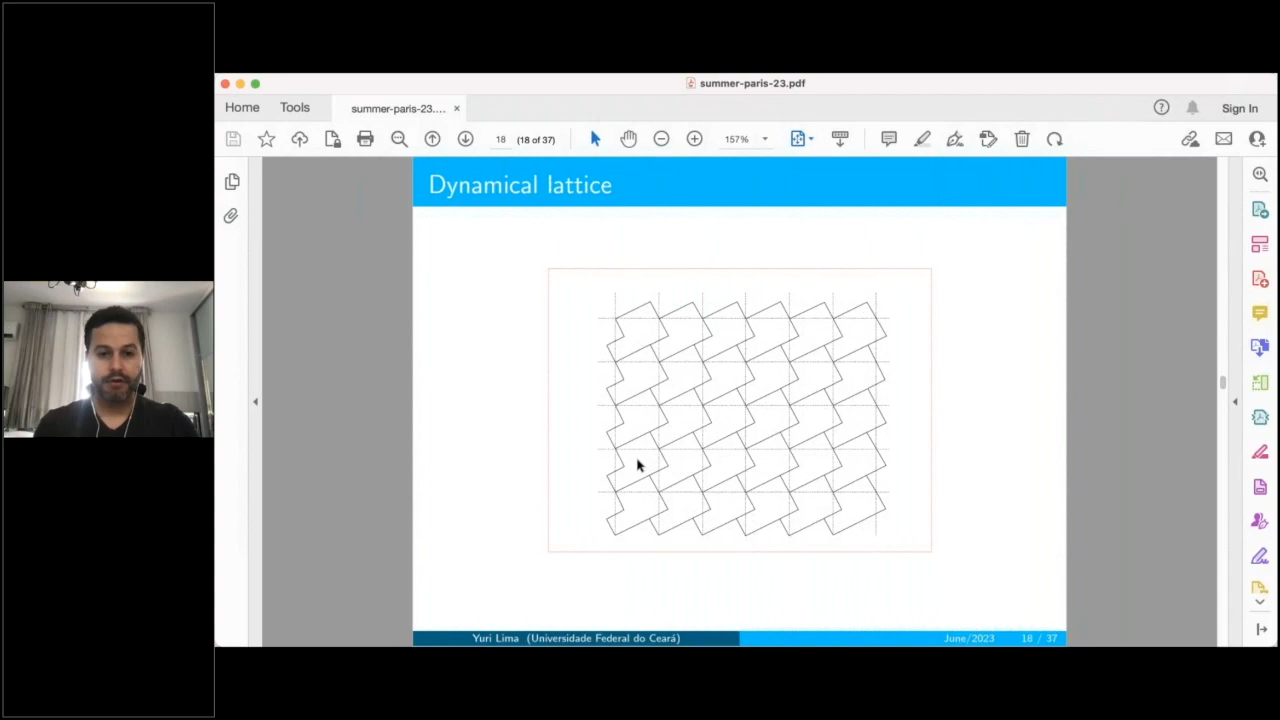 summer-paris-23.pdf
Home Tools summer-paris-23.... × Sign In
18 (18 of 37) 157%
Dynamical lattice
Yuri Lima (Universidade Federal do Ceará) June/2023 18 / 37